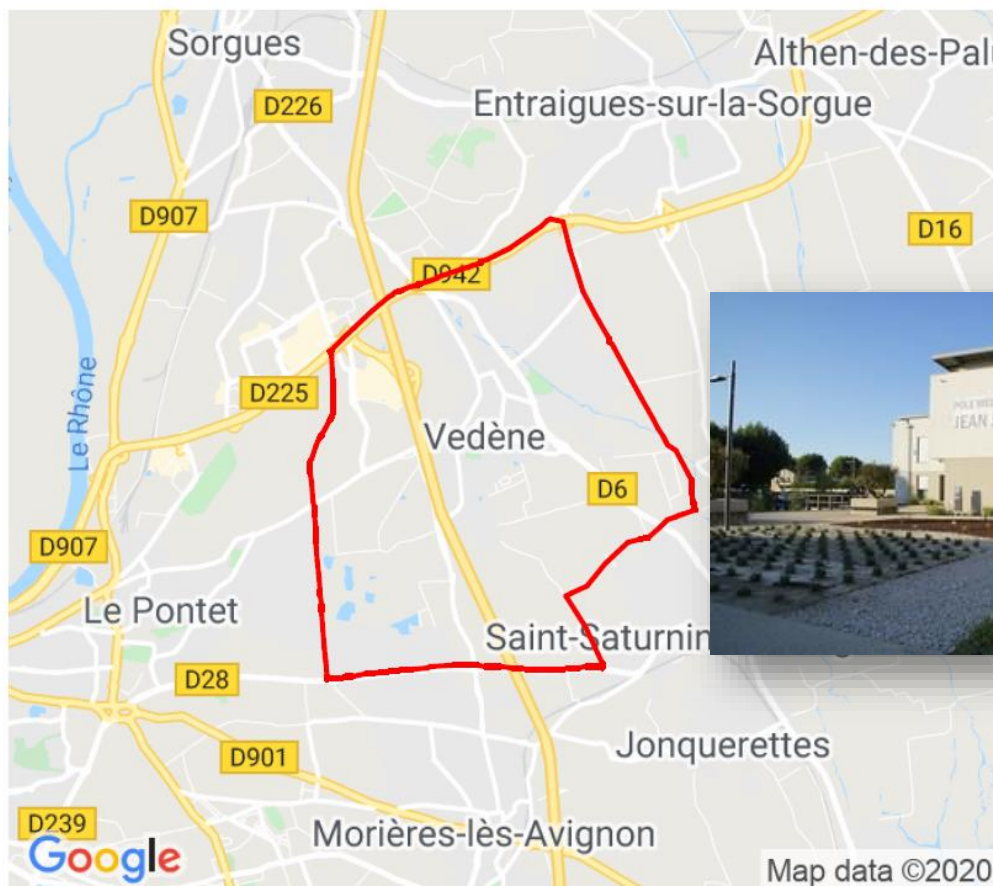 Sorgues
Althen-des-Palu
D226
Entraigues-sur-la-Sorgue
D907
D16
D942
Le Rhône
D225
Vedène
JEAN
D6
D907
Le Pontet
Saint-Saturnin
D28
Jonquerettes
D901
D239
Morières-lès-Avignon
Google
Map data ©2020